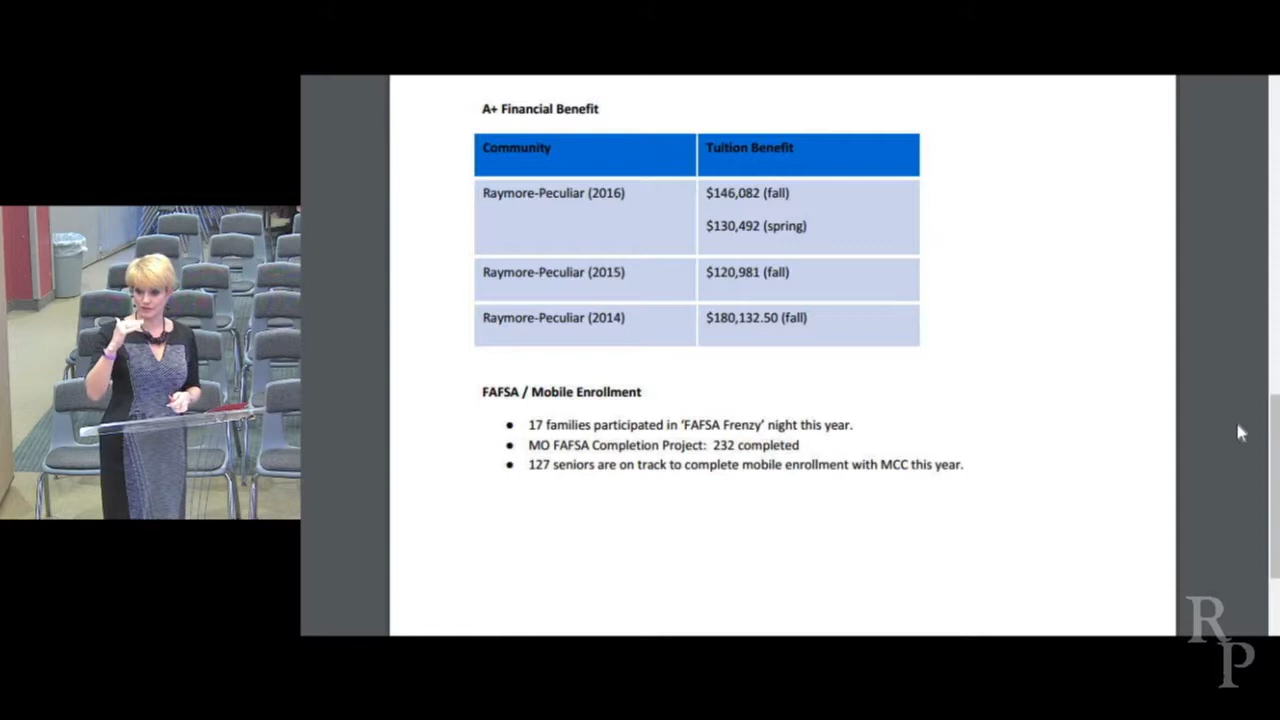 A+ Financial Benefit
Community Tuition Benefit
Raymore-Peculiar (2016) $146,082 (fall)
$130,492 (spring)
Raymore-Peculiar (2015) $120,981 (fall)
Raymore-Peculiar (2014) $180,132.50 (fall)
FAFSA / Mobile Enrollment
● 17 families participated in 'FAFSA Frenzy' night this year.
● MO FAFSA Completion Project: 232 completed
● 127 seniors are on track to complete mobile enrollment with MCC this year.
R
P